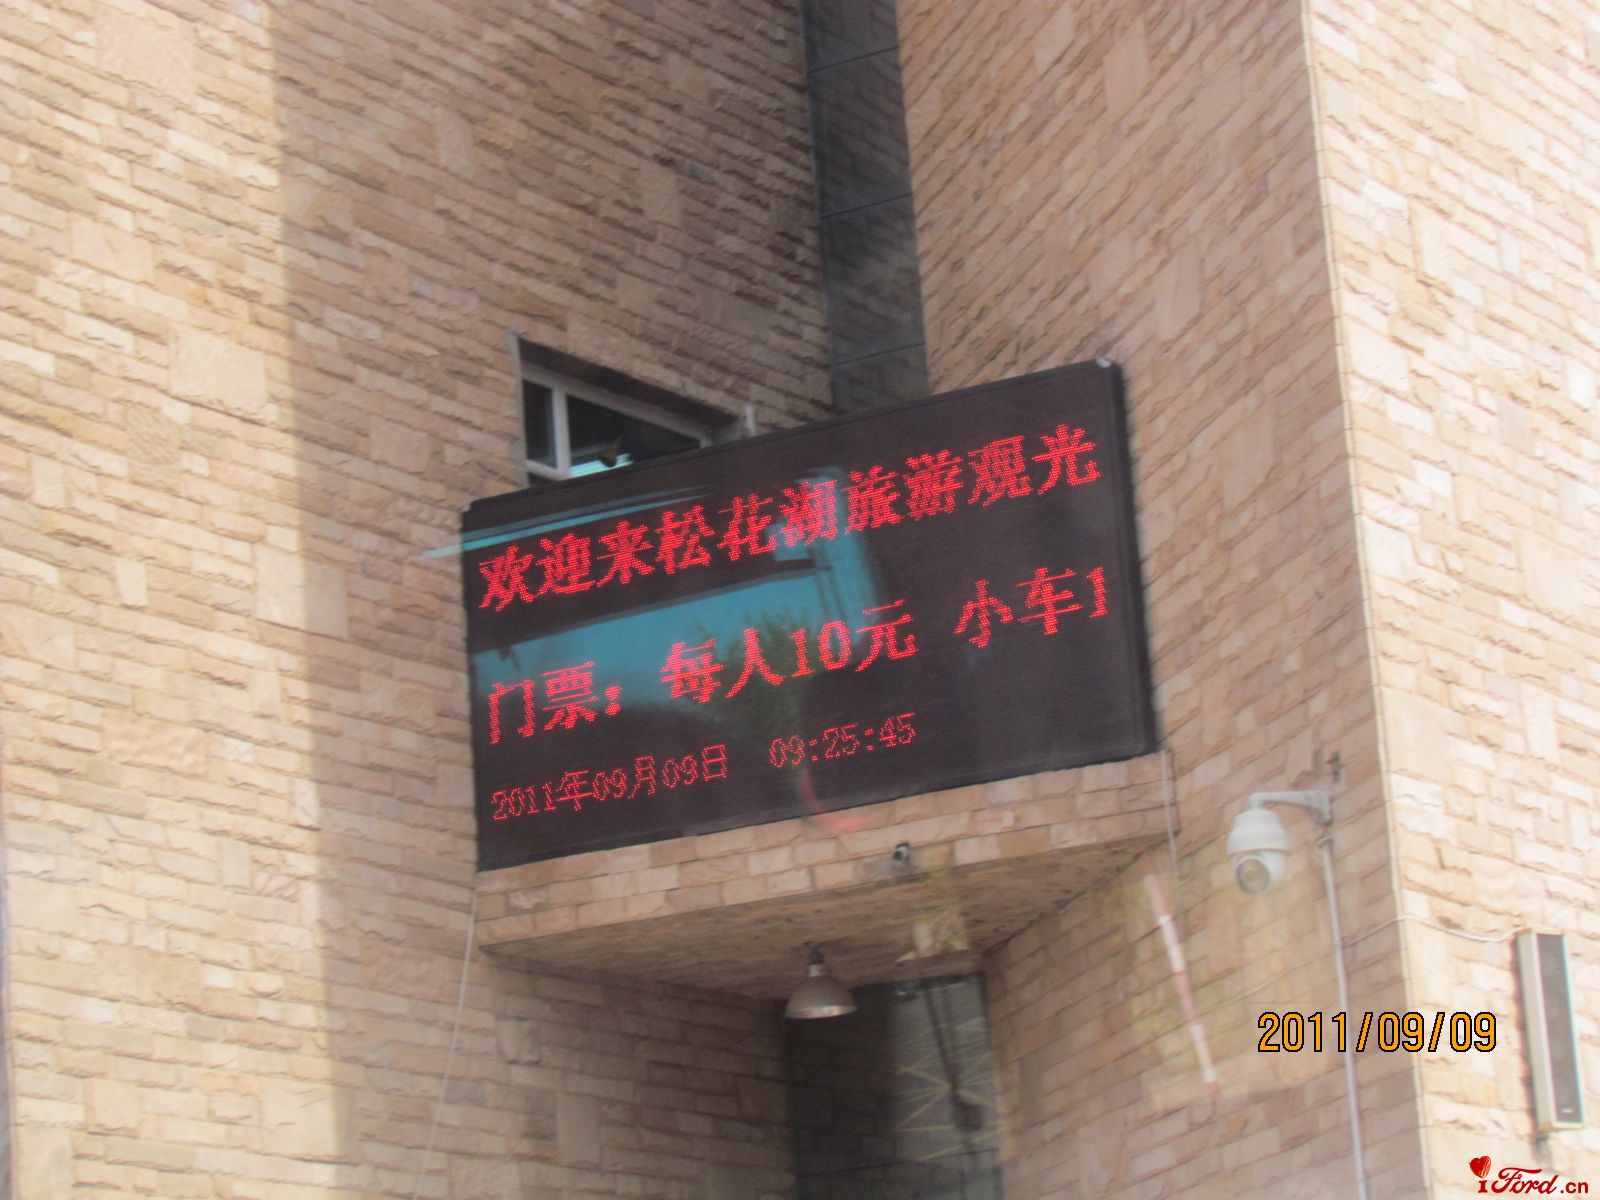 欢迎来松花湖旅游观光
门票：每人10元 小车1
2011年09月09日 09:25:45
2011/09/09
iFord.cn